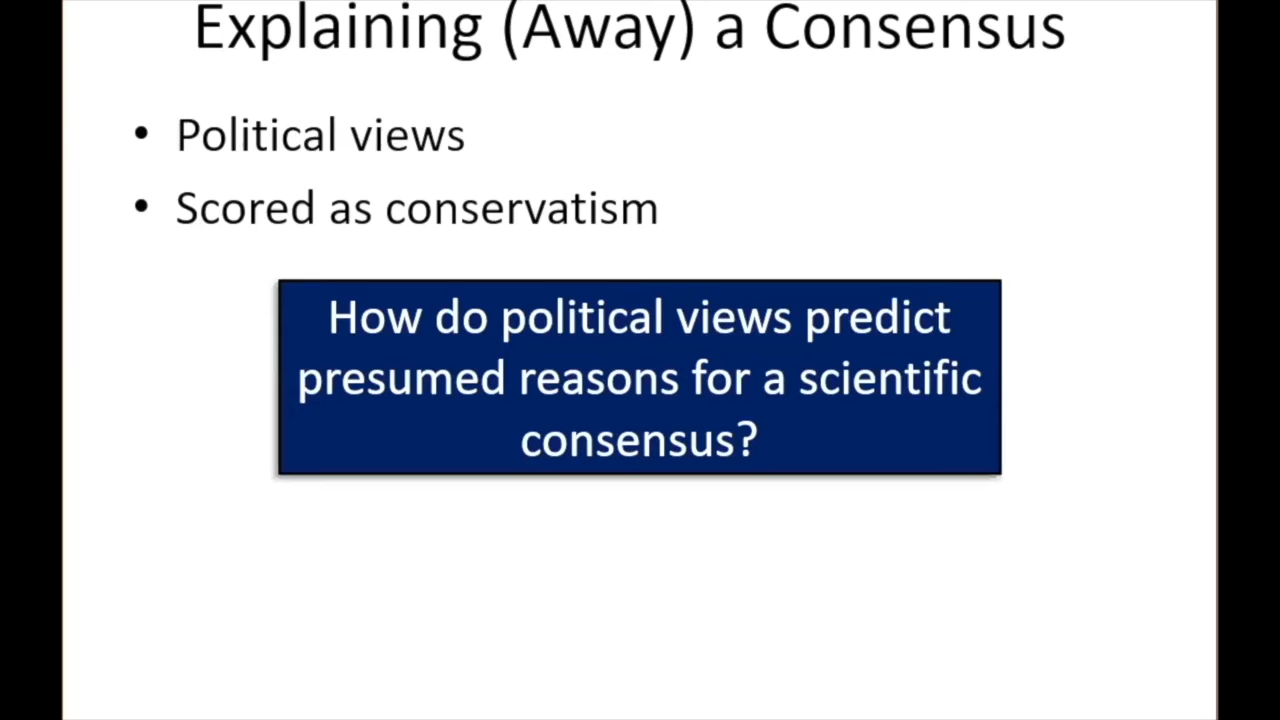 Explaining (Away) a Consensus
• Political views
• Scored as conservatism
How do political views predict
presumed reasons for a scientific
consensus?